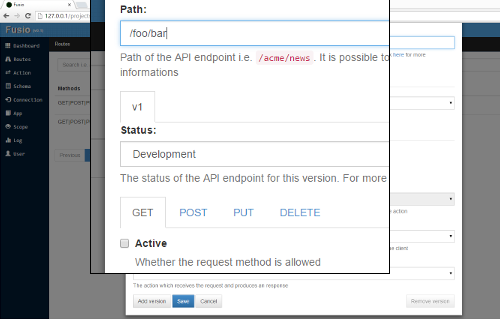 Fusio
127.0.0.1/project
Fusio
Dashboard
Routes
Action
Schema
Connection
App
Scope
Log
User
Routes
Methods
GET|POST|P
GET|POST|P
Previous
Path:
/foo/bar
Path of the API endpoint i.e. /acme/news. It is possible to
informations
here for more
v1
Status:
Development
The status of the API endpoint for this version. For more
GET POST PUT DELETE
Active
Whether the request method is allowed
action.
the client
The action which receives the request and produces an response
Add version Save Cancel Remove version